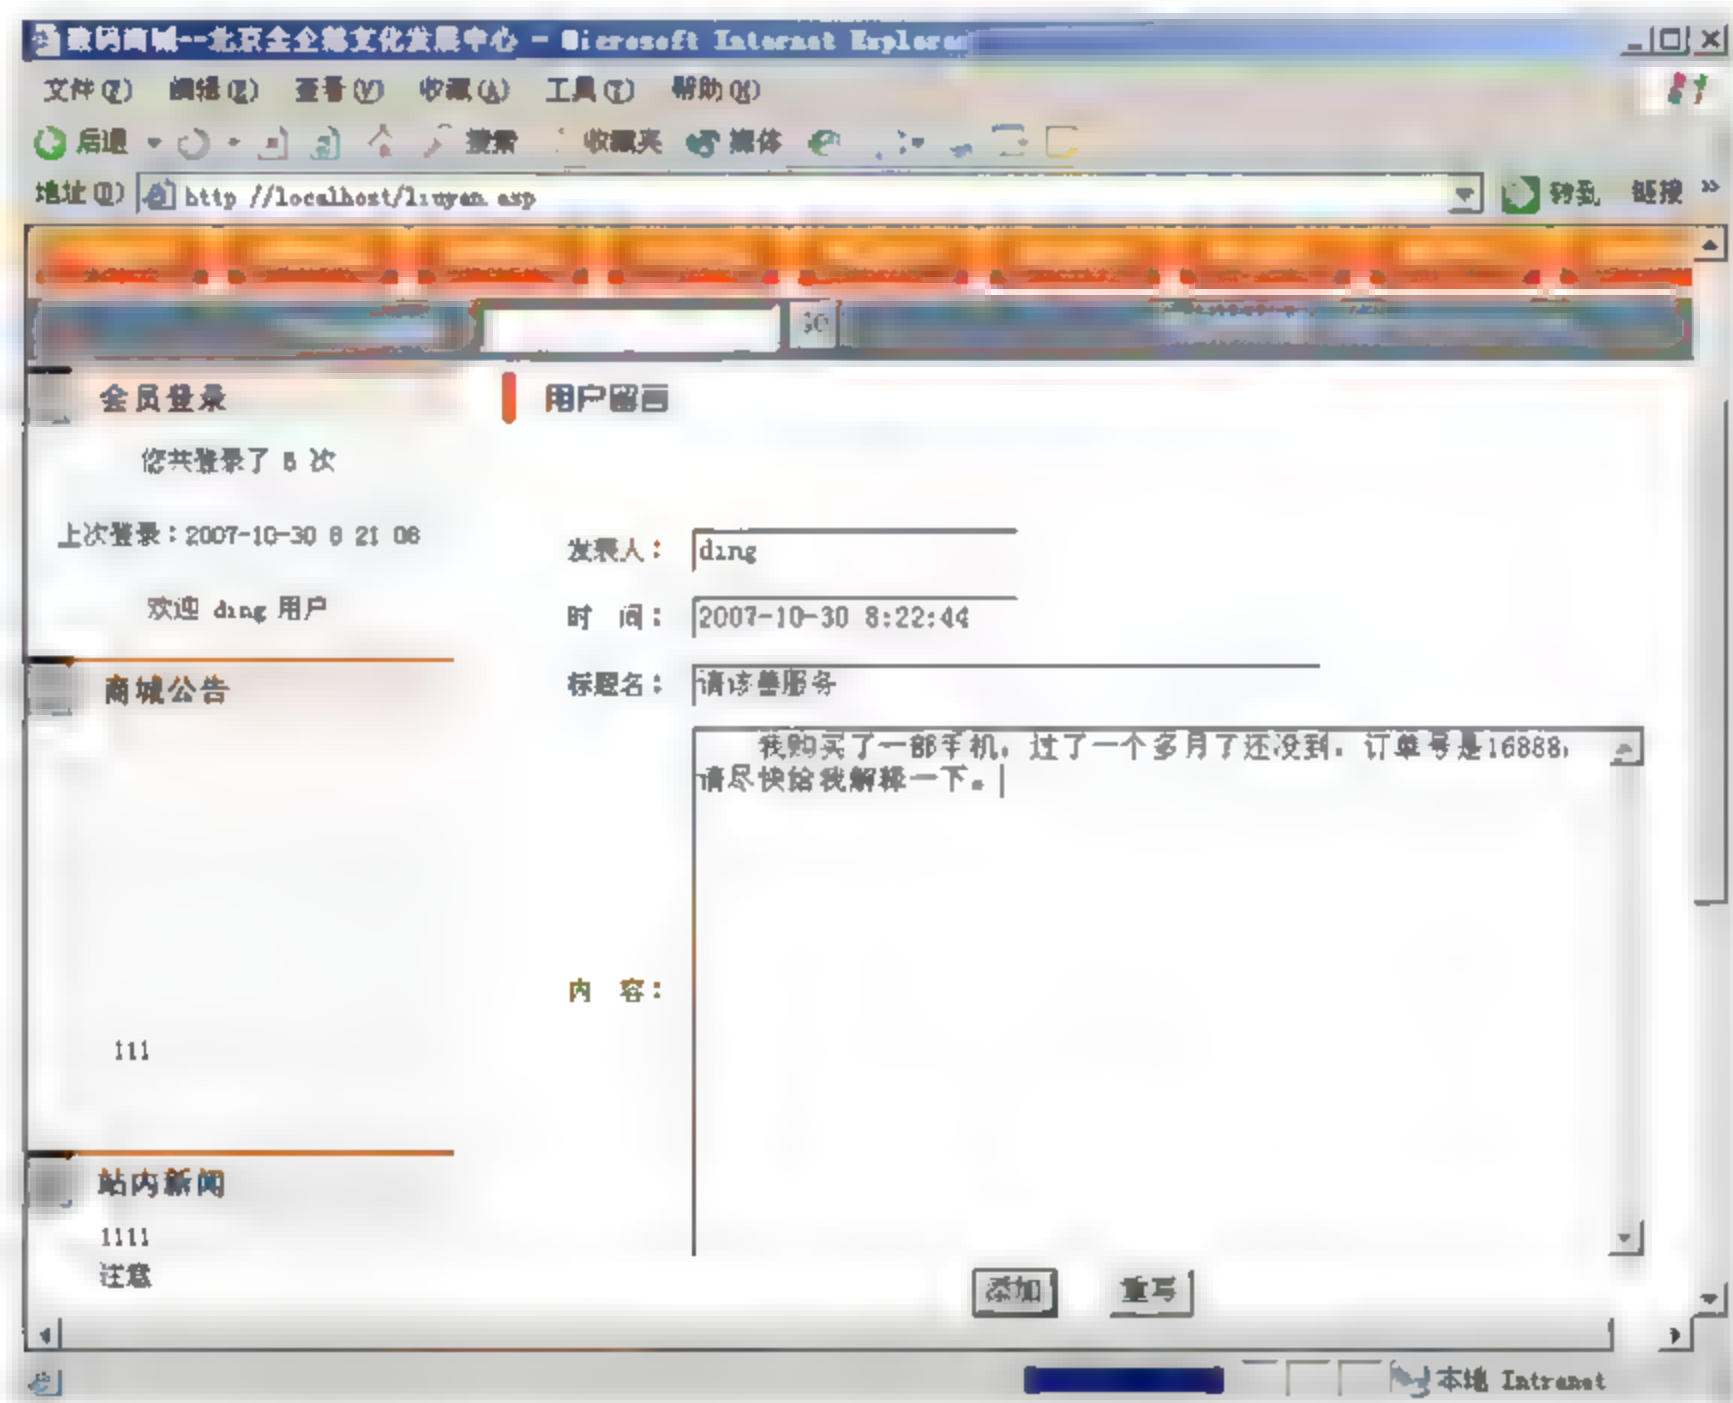 数码商城--北京金企鹅文化发展中心 - Microsoft Internet Explorer
文件(F) 编辑(E) 查看(V) 收藏(A) 工具(T) 帮助(H)
后退 搜索 收藏夹 媒体
地址(D) http://localhost/liuyan.asp 转到 链接 »
GO
会员登录
您共登录了 5 次
上次登录：2007-10-30 8 21 06
欢迎 ding 用户
商城公告
111
站内新闻
1111
注意
用户留言
发表人： ding
时 间： 2007-10-30 8:22:44
标题名： 请改善服务
内 容： 我购买了一部手机，过了一个多月了还没到，订单号是16888，
请尽快给我解释一下。
添加 重写
本地 Intranet